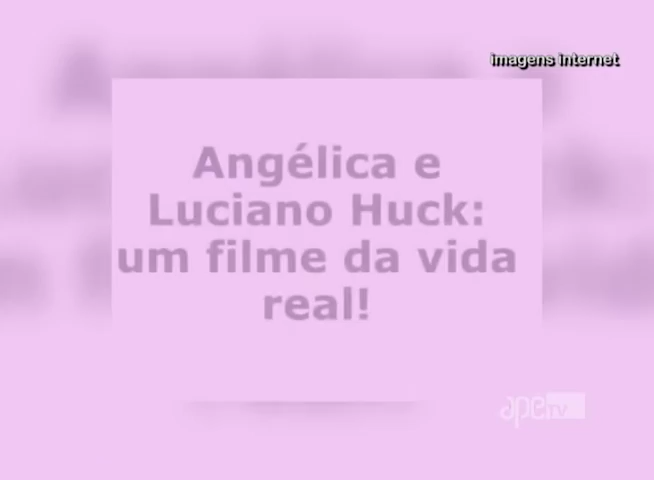 imagens internet
Angélica e
Luciano Huck:
um filme da vida
real!
apeTV